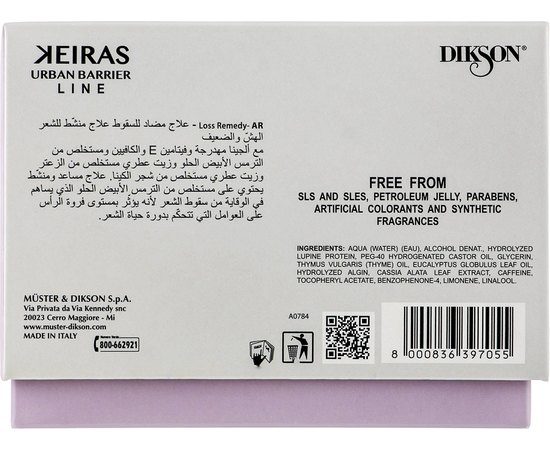 KEIRAS
URBAN BARRIER
LINE
DIKSON®
Loss Remedy- AR - علاج مضاد للسقوط علاج منشّط للشعر
الهشّ والضعيف
مع ألجينا مهدرجة وفيتامين E والكافيين ومستخلص من
الترمس الأبيض الحلو وزيت عطري مستخلص من الزعتر
وزيت عطري مستخلص من شجر الكينا. علاج مساعد ومنشّط
يحتوي على مستخلص من الترمس الأبيض الحلو الذي يساهم
في الوقاية من سقوط الشعر لأنه يؤثر بمستوى فروة الرأس
على العوامل التي تتحكّم بدورة حياة الشعر.
FREE FROM
SLS AND SLES, PETROLEUM JELLY, PARABENS,
ARTIFICIAL COLORANTS AND SYNTHETIC
FRAGRANCES
INGREDIENTS: AQUA (WATER) (EAU), ALCOHOL DENAT., HYDROLYZED
LUPINE PROTEIN, PEG-40 HYDROGENATED CASTOR OIL, GLYCERIN,
THYMUS VULGARIS (THYME) OIL, EUCALYPTUS GLOBULUS LEAF OIL,
HYDROLYZED ALGIN, CASSIA ALATA LEAF EXTRACT, CAFFEINE,
TOCOPHERYL ACETATE, BENZOPHENONE-4, LIMONENE, LINALOOL.
MÜSTER & DIKSON S.p.A.
Via Privata da Via Kennedy snc
20023 Cerro Maggiore - Mi
www.muster-dikson.com
MADE IN ITALY
800-662921
A0784
8 000836 397055